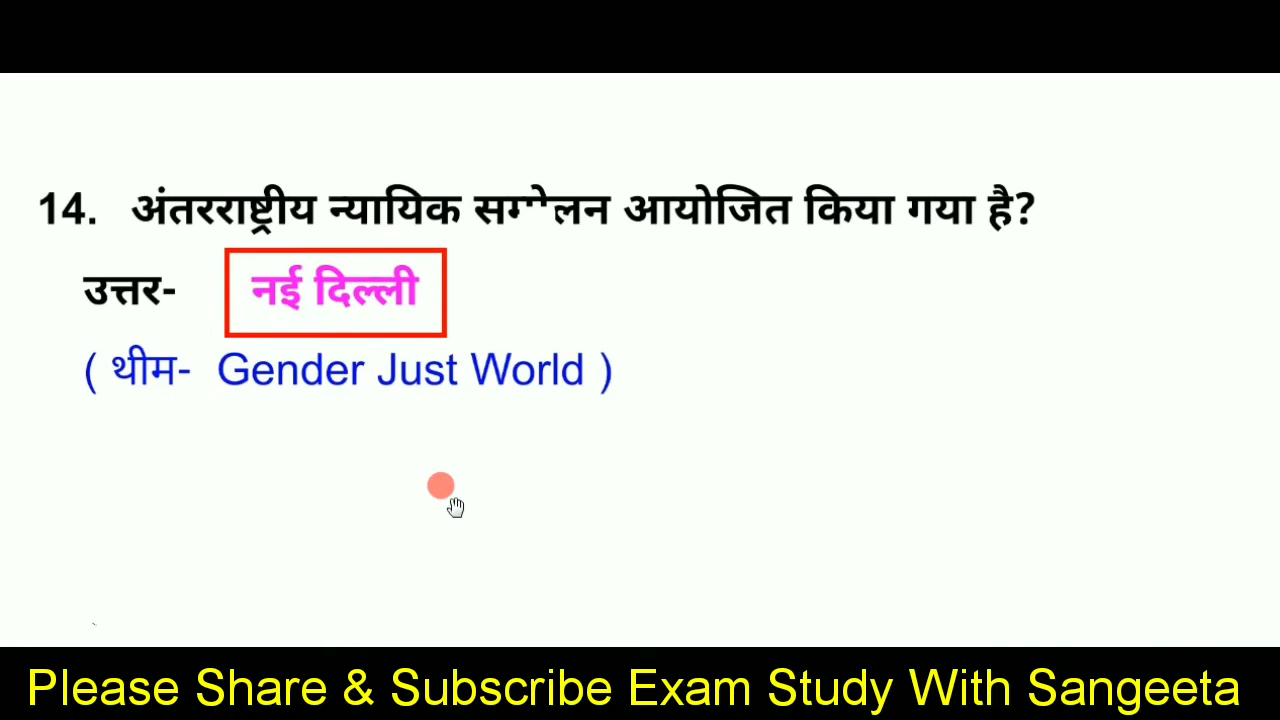 14. अंतरराष्ट्रीय न्यायिक सम्मेलन आयोजित किया गया है?
उत्तर- नई दिल्ली
( थीम- Gender Just World )
Please Share & Subscribe Exam Study With Sangeeta